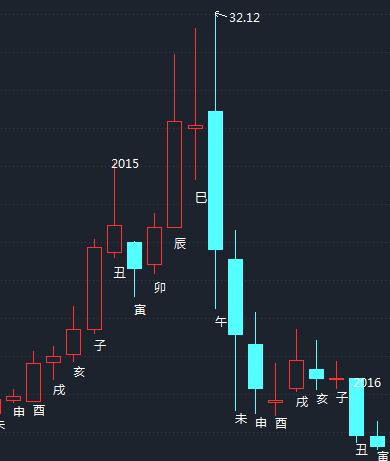 32.12
2015
巳
辰
丑
卯
寅
午
子
亥
2016
戌
戌
亥
子
酉
申
未
未
申
酉
丑
寅